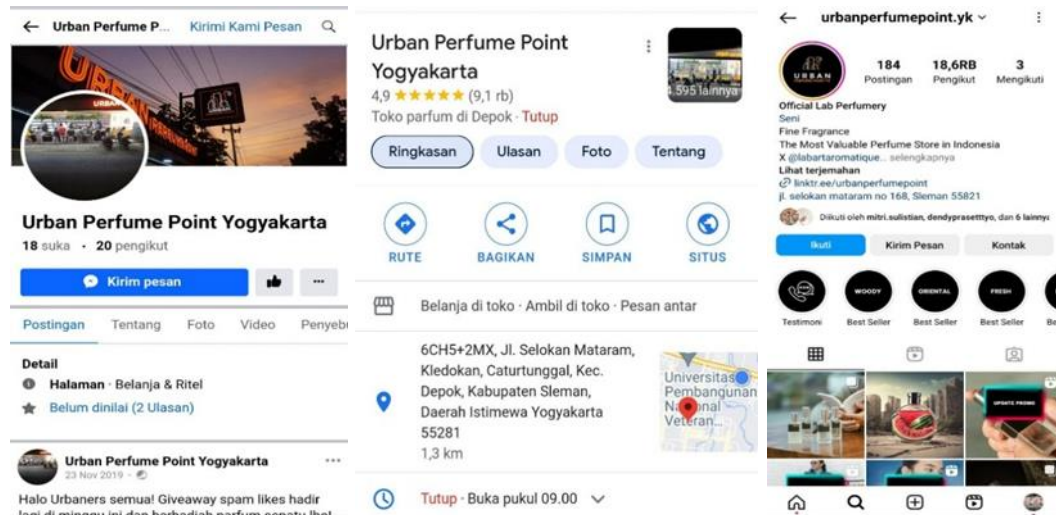 Urban Perfume P...
Kirimi Kami Pesan
URBAN
Urban Perfume Point Yogyakarta
18 suka · 20 pengikut
Kirim pesan
Postingan Tentang Foto Video Penyebu
Detail
Halaman · Belanja & Ritel
Belum dinilai (2 Ulasan)
Urban Perfume Point Yogyakarta
23 Nov 2019
Halo Urbaners semua! Giveaway spam likes hadir
Urban Perfume Point
Yogyakarta
4.595 lainnya
4,9 ★★★★★ (9,1 rb)
Toko parfum di Depok · Tutup
Ringkasan Ulasan Foto Tentang
RUTE BAGIKAN SIMPAN SITUS
Belanja di toko · Ambil di toko · Pesan antar
6CH5+2MX, Jl. Selokan Mataram,
Kledokan, Caturtunggal, Kec.
Depok, Kabupaten Sleman,
Daerah Istimewa Yogyakarta
55281
1,3 km
Universitas
Pembangunan
Nasional
Veteran...
Tutup · Buka pukul 09.00
urbanperfumepoint.yk
URBAN
184 18,6RB 3
Postingan Pengikut Mengikuti
Official Lab Perfumery
Seni
Fine Fragrance
The Most Valuable Perfume Store in Indonesia
X @labartaromatique... selengkapnya
Lihat terjemahan
linktr.ee/urbanperfumepoint
jl. selokan mataram no 168, Sleman 55821
Diikuti oleh mitri.sulistian, dendyprasetttyo, dan 6 lainnya
Ikuti Kirim Pesan Kontak
WOODY ORIENTAL FRESH
Testimoni Best Seller Best Seller Best Seller Be
UPDATE PROMO